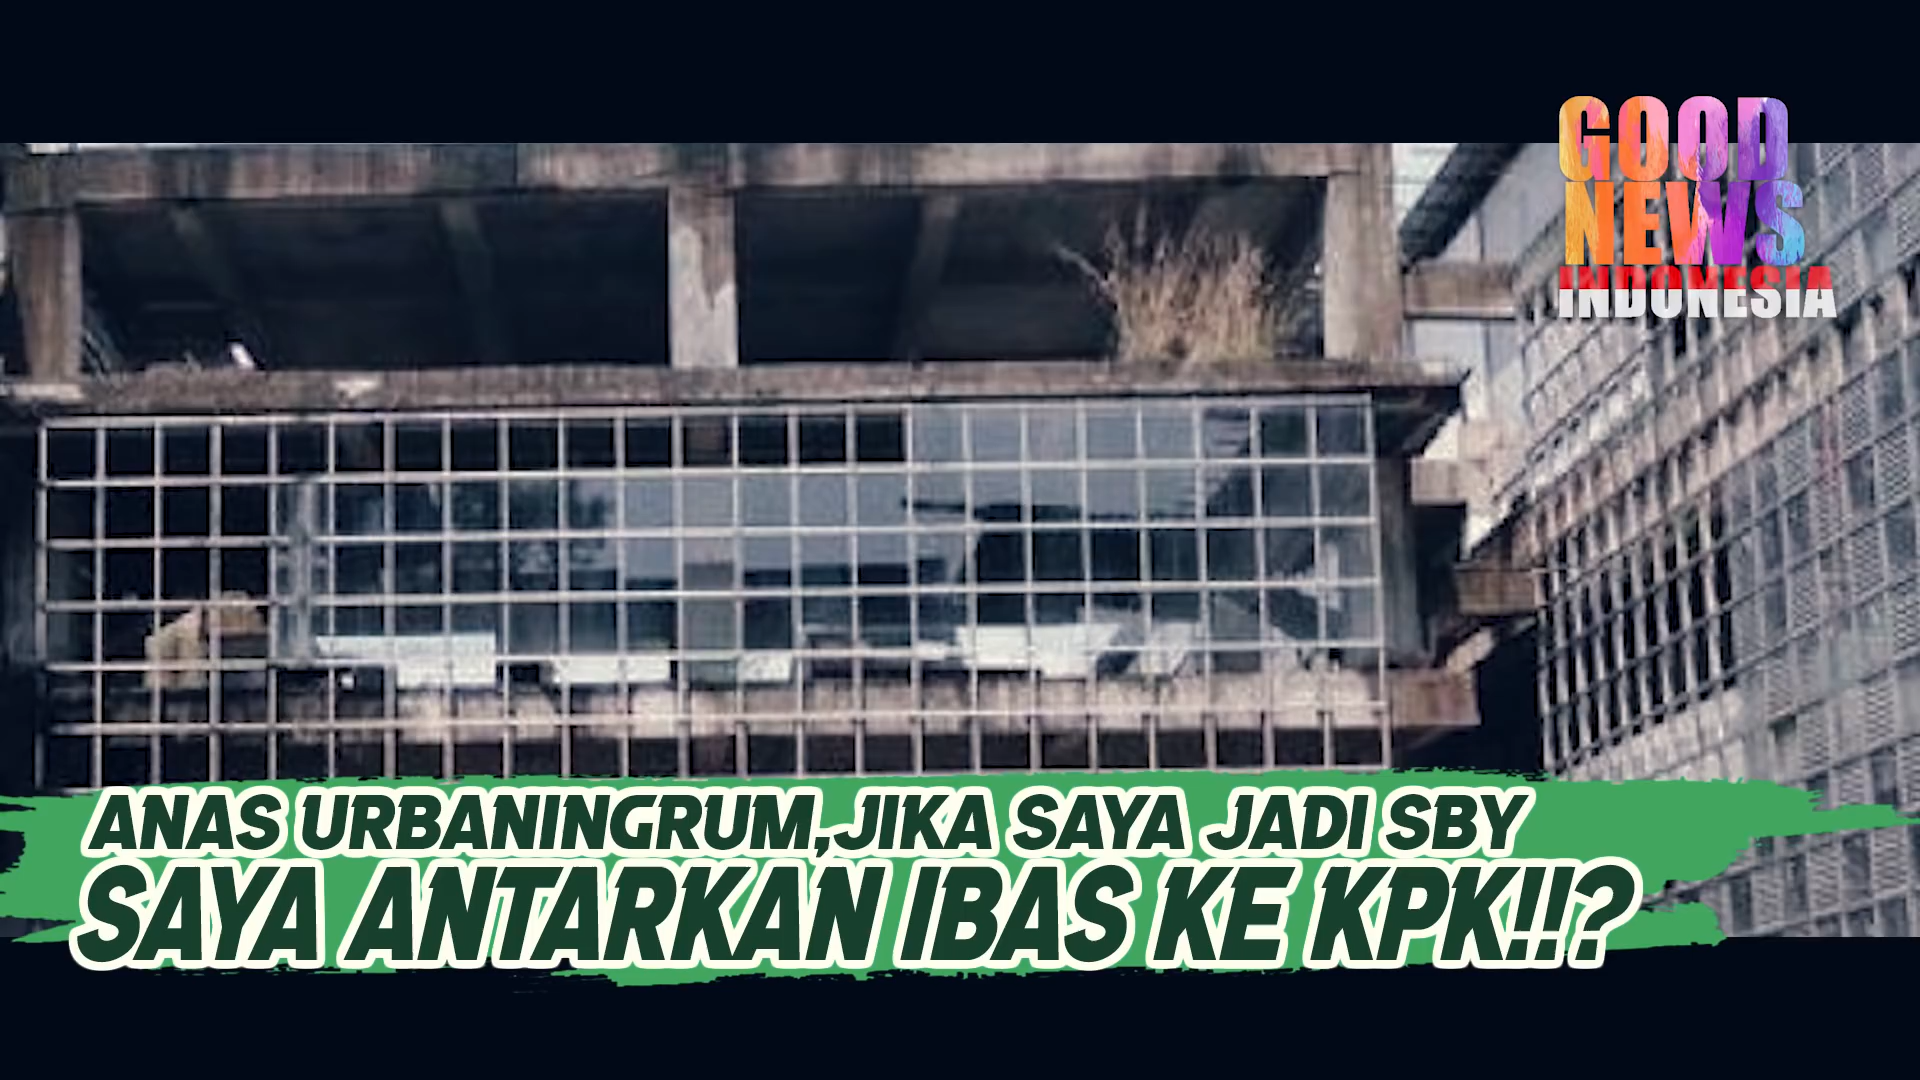 GOOD
NEWS
INDONESIA
ANAS URBANINGRUM,JIKA SAYA JADI SBY
SAYA ANTARKAN IBAS KE KPK!!?